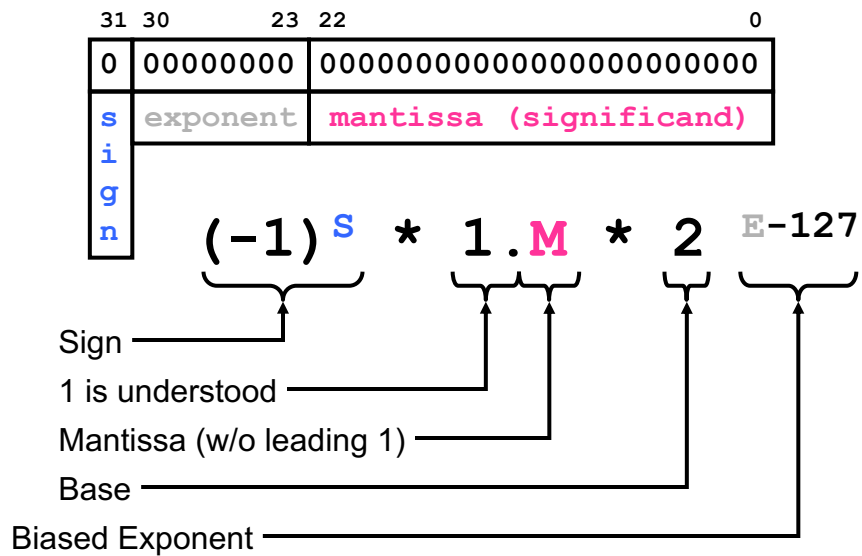 31 30 23 22 0
0 00000000 00000000000000000000000
sign exponent mantissa (significand)
(-1)S * 1.M * 2 E-127
Sign
1 is understood
Mantissa (w/o leading 1)
Base
Biased Exponent